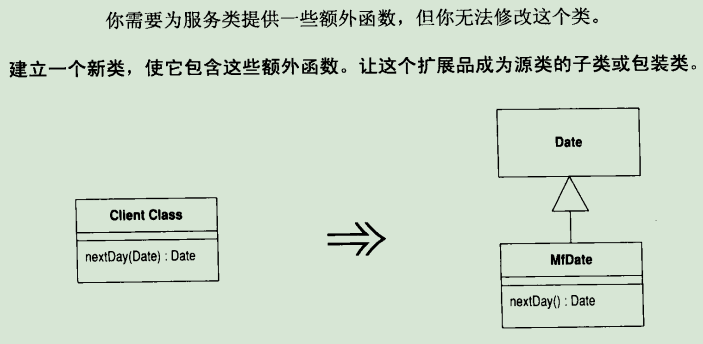 你需要为服务类提供一些额外函数，但你无法修改这个类。
建立一个新类，使它包含这些额外函数。让这个扩展品成为源类的子类或包装类。
Date
Client Class
nextDay(Date) : Date
MfDate
nextDay() : Date